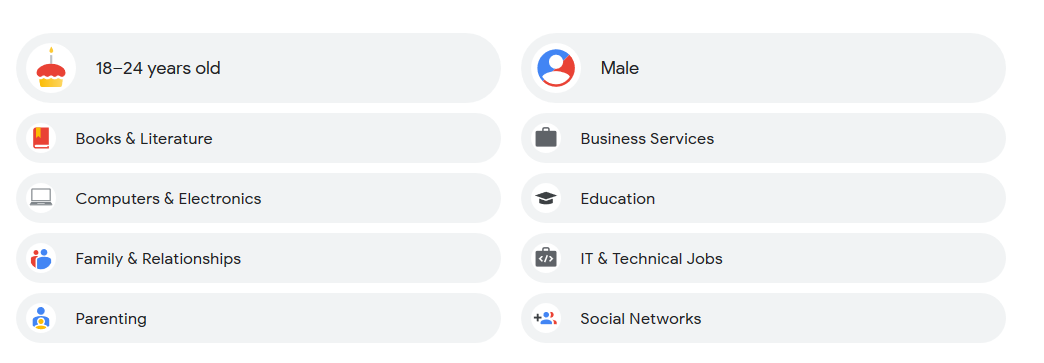 18–24 years old
Male
Books & Literature
Business Services
Computers & Electronics
Education
Family & Relationships
IT & Technical Jobs
Parenting
Social Networks